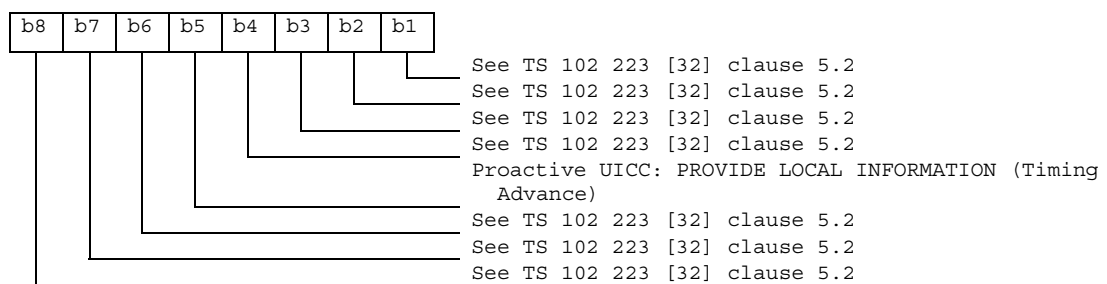 b8 b7 b6 b5 b4 b3 b2 b1
See TS 102 223 [32] clause 5.2
See TS 102 223 [32] clause 5.2
See TS 102 223 [32] clause 5.2
See TS 102 223 [32] clause 5.2
Proactive UICC: PROVIDE LOCAL INFORMATION (Timing
Advance)
See TS 102 223 [32] clause 5.2
See TS 102 223 [32] clause 5.2
See TS 102 223 [32] clause 5.2